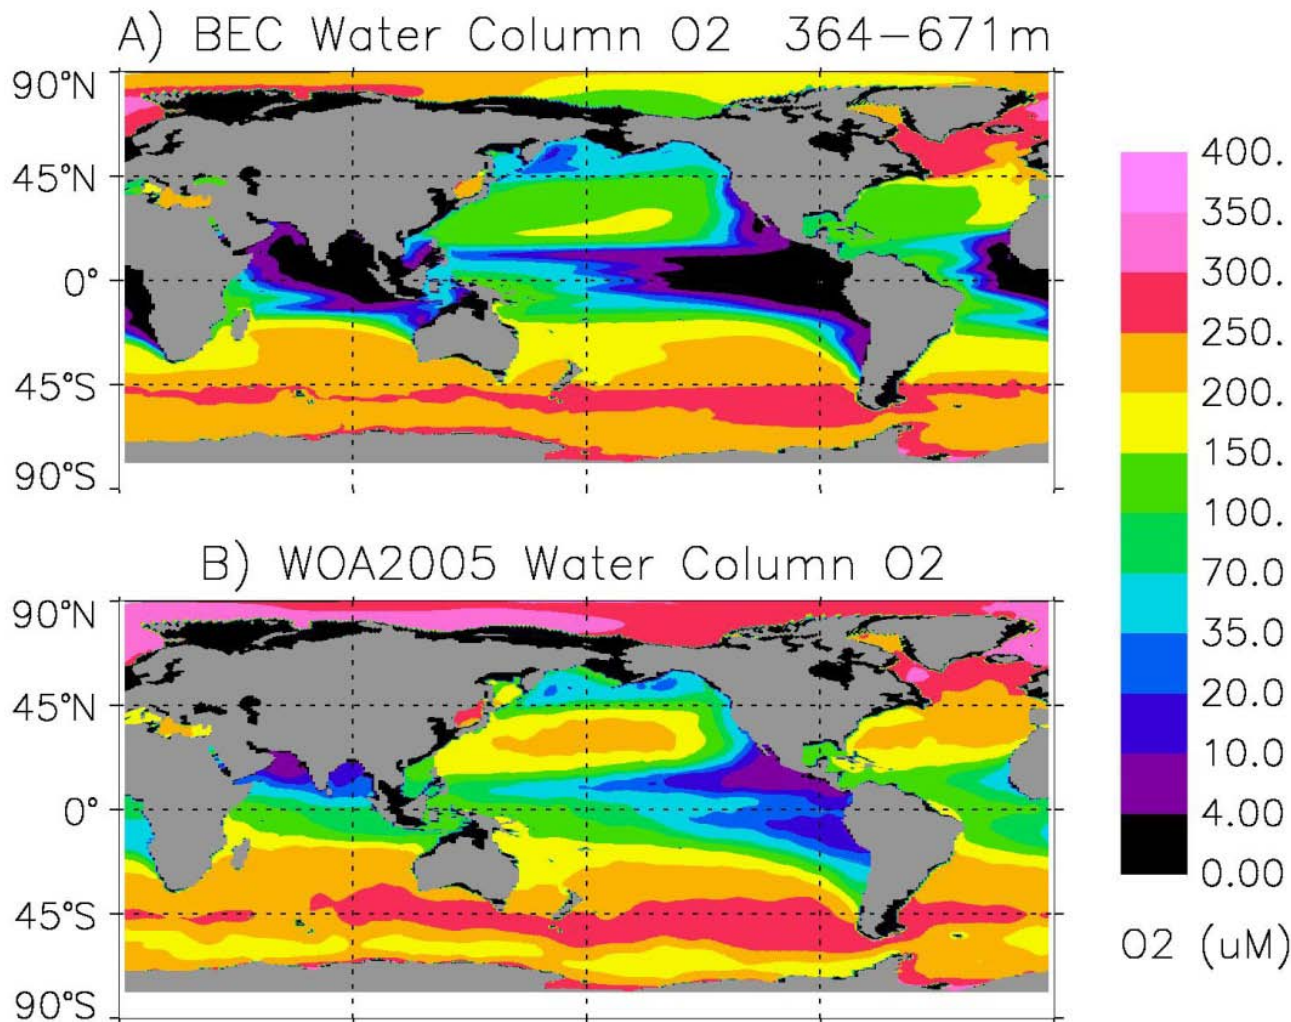 A) BEC Water Column O2 364-671m
90°N
45°N
0°
45°S
90°S
B) WOA2005 Water Column O2
90°N
45°N
0°
45°S
90°S
400.
350.
300.
250.
200.
150.
100.
70.0
35.0
20.0
10.0
4.00
0.00
O2 (uM)